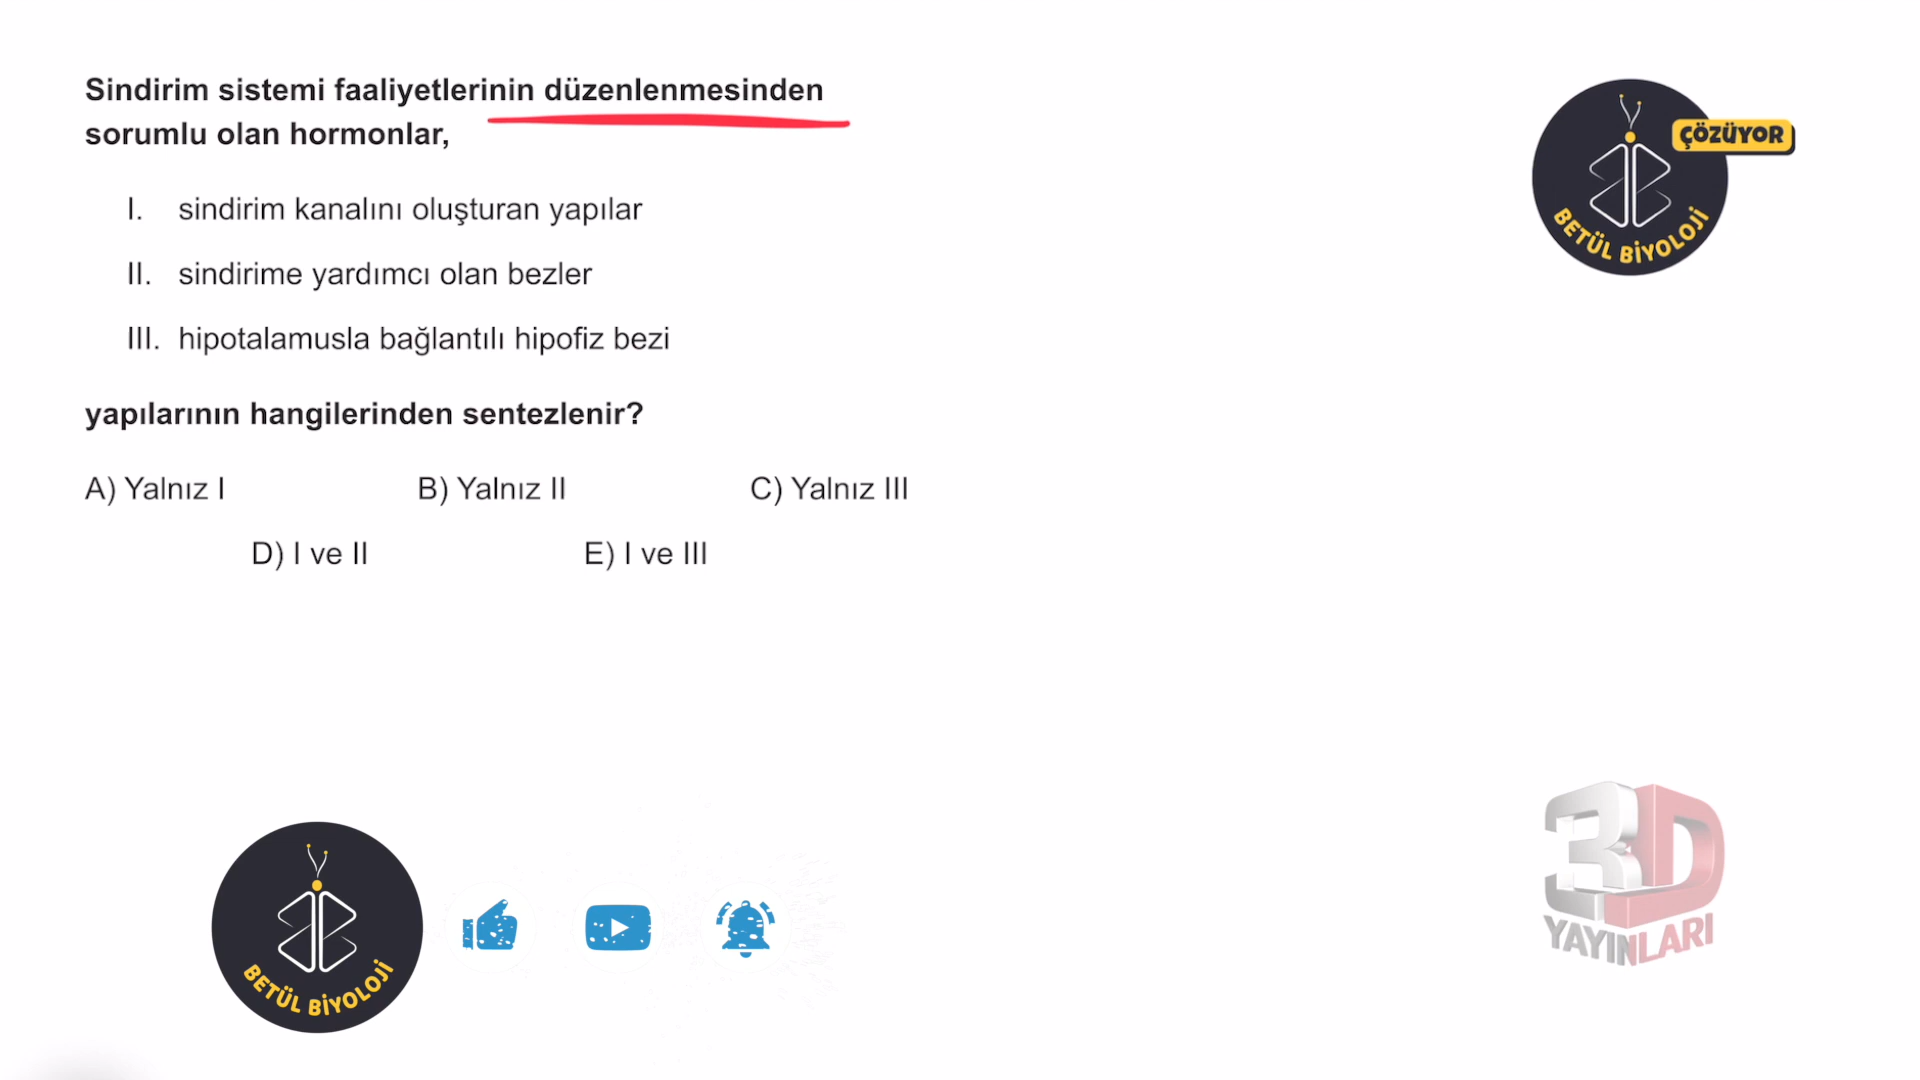 Sindirim sistemi faaliyetlerinin düzenlenmesinden
sorumlu olan hormonlar,
I. sindirim kanalını oluşturan yapılar
II. sindirime yardımcı olan bezler
III. hipotalamusla bağlantılı hipofiz bezi
yapılarının hangilerinden sentezlenir?
A) Yalnız I B) Yalnız II C) Yalnız III
D) I ve II E) I ve III
ÇÖZÜYOR
BETÜL BİYOLOJİ
BETÜL BİYOLOJİ
3D
YAYINLARI